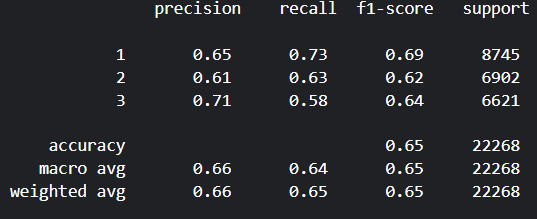 precision recall f1-score support
1 0.65 0.73 0.69 8745
2 0.61 0.63 0.62 6902
3 0.71 0.58 0.64 6621
accuracy 0.65 22268
macro avg 0.66 0.64 0.65 22268
weighted avg 0.66 0.65 0.65 22268